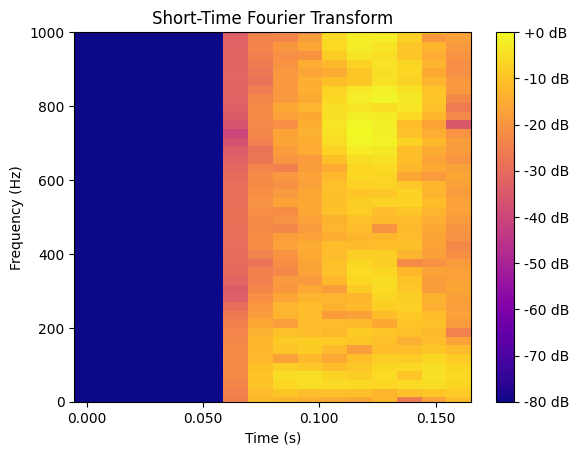 Short-Time Fourier Transform
Frequency (Hz)
1000
800
600
400
200
0
0.000
0.050
0.100
0.150
Time (s)
+0 dB
-10 dB
-20 dB
-30 dB
-40 dB
-50 dB
-60 dB
-70 dB
-80 dB